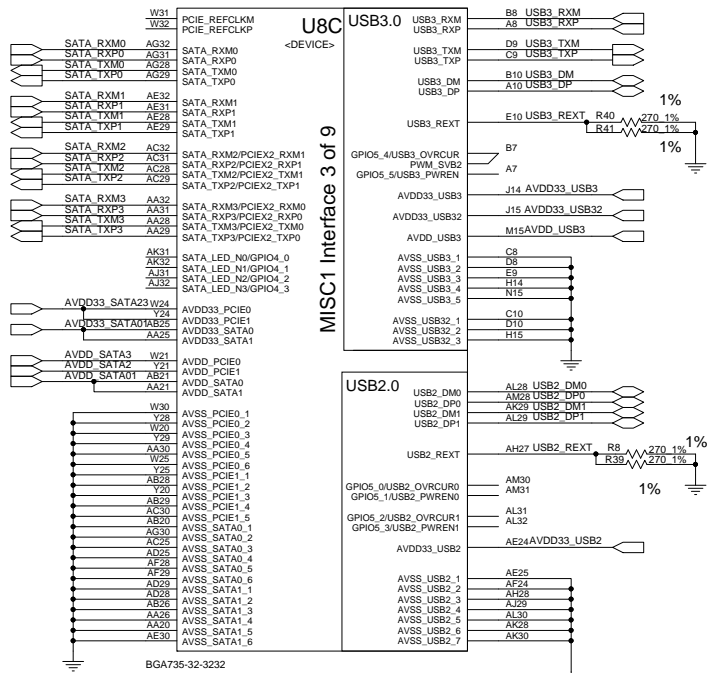 U8C
<DEVICE>
MISC1 Interface 3 of 9
W31 PCIE_REFCLKM
W32 PCIE_REFCLKP
SATA_RXM0 AG32 SATA_RXM0
SATA_RXP0 AG31 SATA_RXP0
SATA_TXM0 AG28 SATA_TXM0
SATA_TXP0 AG29 SATA_TXP0
SATA_RXM1 AE32 SATA_RXM1
SATA_RXP1 AE31 SATA_RXP1
SATA_TXM1 AE28 SATA_TXM1
SATA_TXP1 AE29 SATA_TXP1
SATA_RXM2 AC32 SATA_RXM2/PCIEX2_RXM1
SATA_RXP2 AC31 SATA_RXP2/PCIEX2_RXP1
SATA_TXM2 AC28 SATA_TXM2/PCIEX2_TXM1
SATA_TXP2 AC29 SATA_TXP2/PCIEX2_TXP1
SATA_RXM3 AA32 SATA_RXM3/PCIEX2_RXM0
SATA_RXP3 AA31 SATA_RXP3/PCIEX2_RXP0
SATA_TXM3 AA28 SATA_TXM3/PCIEX2_TXM0
SATA_TXP3 AA29 SATA_TXP3/PCIEX2_TXP0
AK31 SATA_LED_N0/GPIO4_0
AK32 SATA_LED_N1/GPIO4_1
AJ31 SATA_LED_N2/GPIO4_2
AJ32 SATA_LED_N3/GPIO4_3
AVDD33_SATA23 W24 AVDD33_PCIE0
Y24 AVDD33_PCIE1
AVDD33_SATA01 AB25 AVDD33_SATA0
AA25 AVDD33_SATA1
AVDD_SATA3 W21 AVDD_PCIE0
AVDD_SATA2 Y21 AVDD_PCIE1
AVDD_SATA01 AB21 AVDD_SATA0
AA21 AVDD_SATA1
W30 AVSS_PCIE0_1
Y28 AVSS_PCIE0_2
W20 AVSS_PCIE0_3
Y29 AVSS_PCIE0_4
AA30 AVSS_PCIE0_5
W25 AVSS_PCIE0_6
Y25 AVSS_PCIE1_1
AB28 AVSS_PCIE1_2
Y20 AVSS_PCIE1_3
AB29 AVSS_PCIE1_4
AC30 AVSS_PCIE1_5
AB20 AVSS_SATA0_1
AG30 AVSS_SATA0_2
AC25 AVSS_SATA0_3
AD25 AVSS_SATA0_4
AF28 AVSS_SATA0_5
AF29 AVSS_SATA0_6
AD29 AVSS_SATA1_1
AD28 AVSS_SATA1_2
AB26 AVSS_SATA1_3
AA26 AVSS_SATA1_4
AA20 AVSS_SATA1_5
AE30 AVSS_SATA1_6
BGA735-32-3232
USB3.0
USB3_RXM B8 USB3_RXM
USB3_RXP A8 USB3_RXP
USB3_TXM D9 USB3_TXM
USB3_TXP C9 USB3_TXP
USB3_DM B10 USB3_DM
USB3_DP A10 USB3_DP
1%
USB3_REXT E10 USB3_REXT R40 270_1%
R41 270_1%
1%
GPIO5_4/USB3_OVRCUR B7
PWM_SVB2
GPIO5_5/USB3_PWREN A7
AVDD33_USB3 J14 AVDD33_USB3
AVDD33_USB32 J15 AVDD33_USB32
AVDD_USB3 M15 AVDD_USB3
AVSS_USB3_1 C8
AVSS_USB3_2 D8
AVSS_USB3_3 E9
AVSS_USB3_4 H14
AVSS_USB3_5 N15
AVSS_USB32_1 C10
AVSS_USB32_2 D10
AVSS_USB32_3 H15
USB2.0
USB2_DM0 AL28 USB2_DM0
USB2_DP0 AM28 USB2_DP0
USB2_DM1 AK29 USB2_DM1
USB2_DP1 AL29 USB2_DP1
USB2_REXT AH27 USB2_REXT R8 270_1% 1%
R39 270_1%
1%
GPIO5_0/USB2_OVRCUR0 AM30
GPIO5_1/USB2_PWREN0 AM31
GPIO5_2/USB2_OVRCUR1 AL31
GPIO5_3/USB2_PWREN1 AL32
AVDD33_USB2 AE24 AVDD33_USB2
AVSS_USB2_1 AE25
AVSS_USB2_2 AF24
AVSS_USB2_3 AH28
AVSS_USB2_4 AJ29
AVSS_USB2_5 AL30
AVSS_USB2_6 AK28
AVSS_USB2_7 AK30